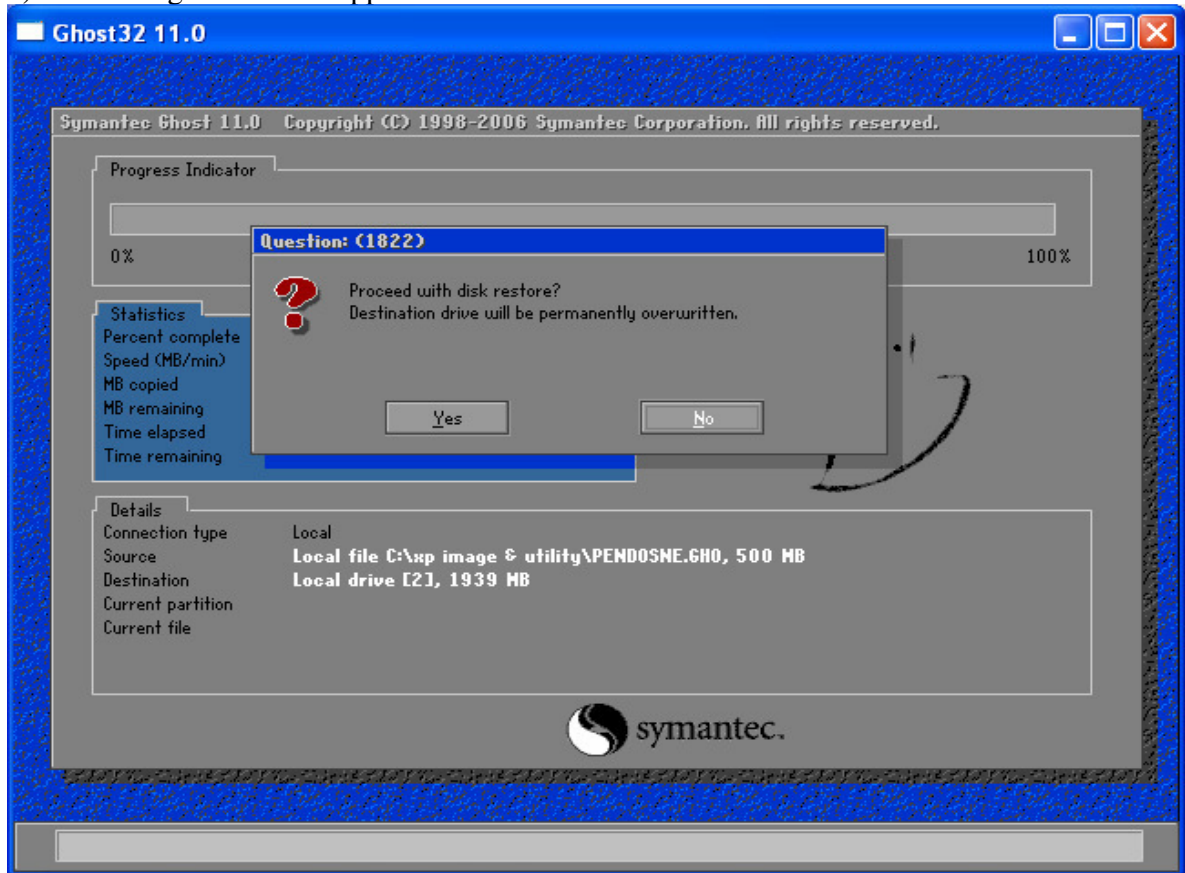 Ghost32 11.0
Symantec Ghost 11.0 Copyright (C) 1998-2006 Symantec Corporation. All rights reserved.
Progress Indicator
0% 100%
Question: (1822)
Proceed with disk restore?
Destination drive will be permanently overwritten.
Yes No
Statistics
Percent complete
Speed (MB/min)
MB copied
MB remaining
Time elapsed
Time remaining
Details
Connection type Local
Source Local file C:\xp image & utility\PENDOSNE.GHO, 500 MB
Destination Local drive [2], 1939 MB
Current partition
Current file
symantec.